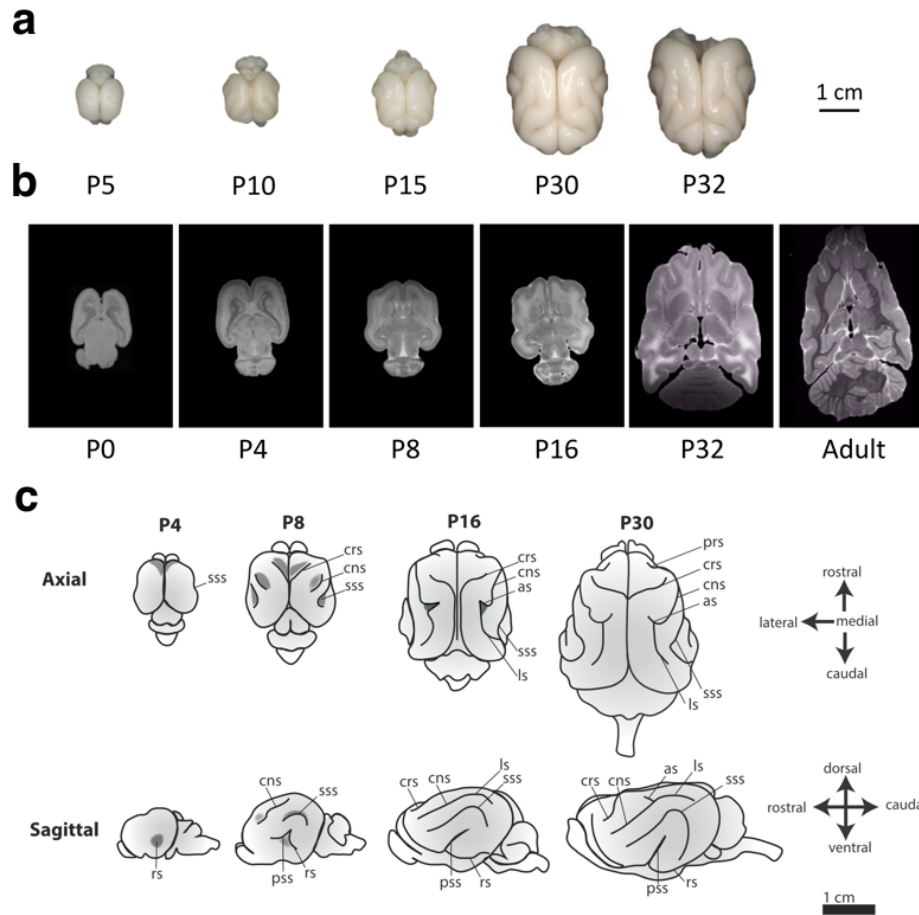 a
1 cm
P5 P10 P15 P30 P32
b
P0 P4 P8 P16 P32 Adult
c
P4 P8 P16 P30
Axial
sss
crs
cns
sss
crs
cns
as
sss
ls
prs
crs
cns
as
sss
ls
rostral
lateral medial
caudal
Sagittal
rs
cns
sss
pss
rs
crs
cns
ls
sss
pss
rs
crs
cns
as
ls
sss
pss
rs
dorsal
rostral caudal
ventral
1 cm